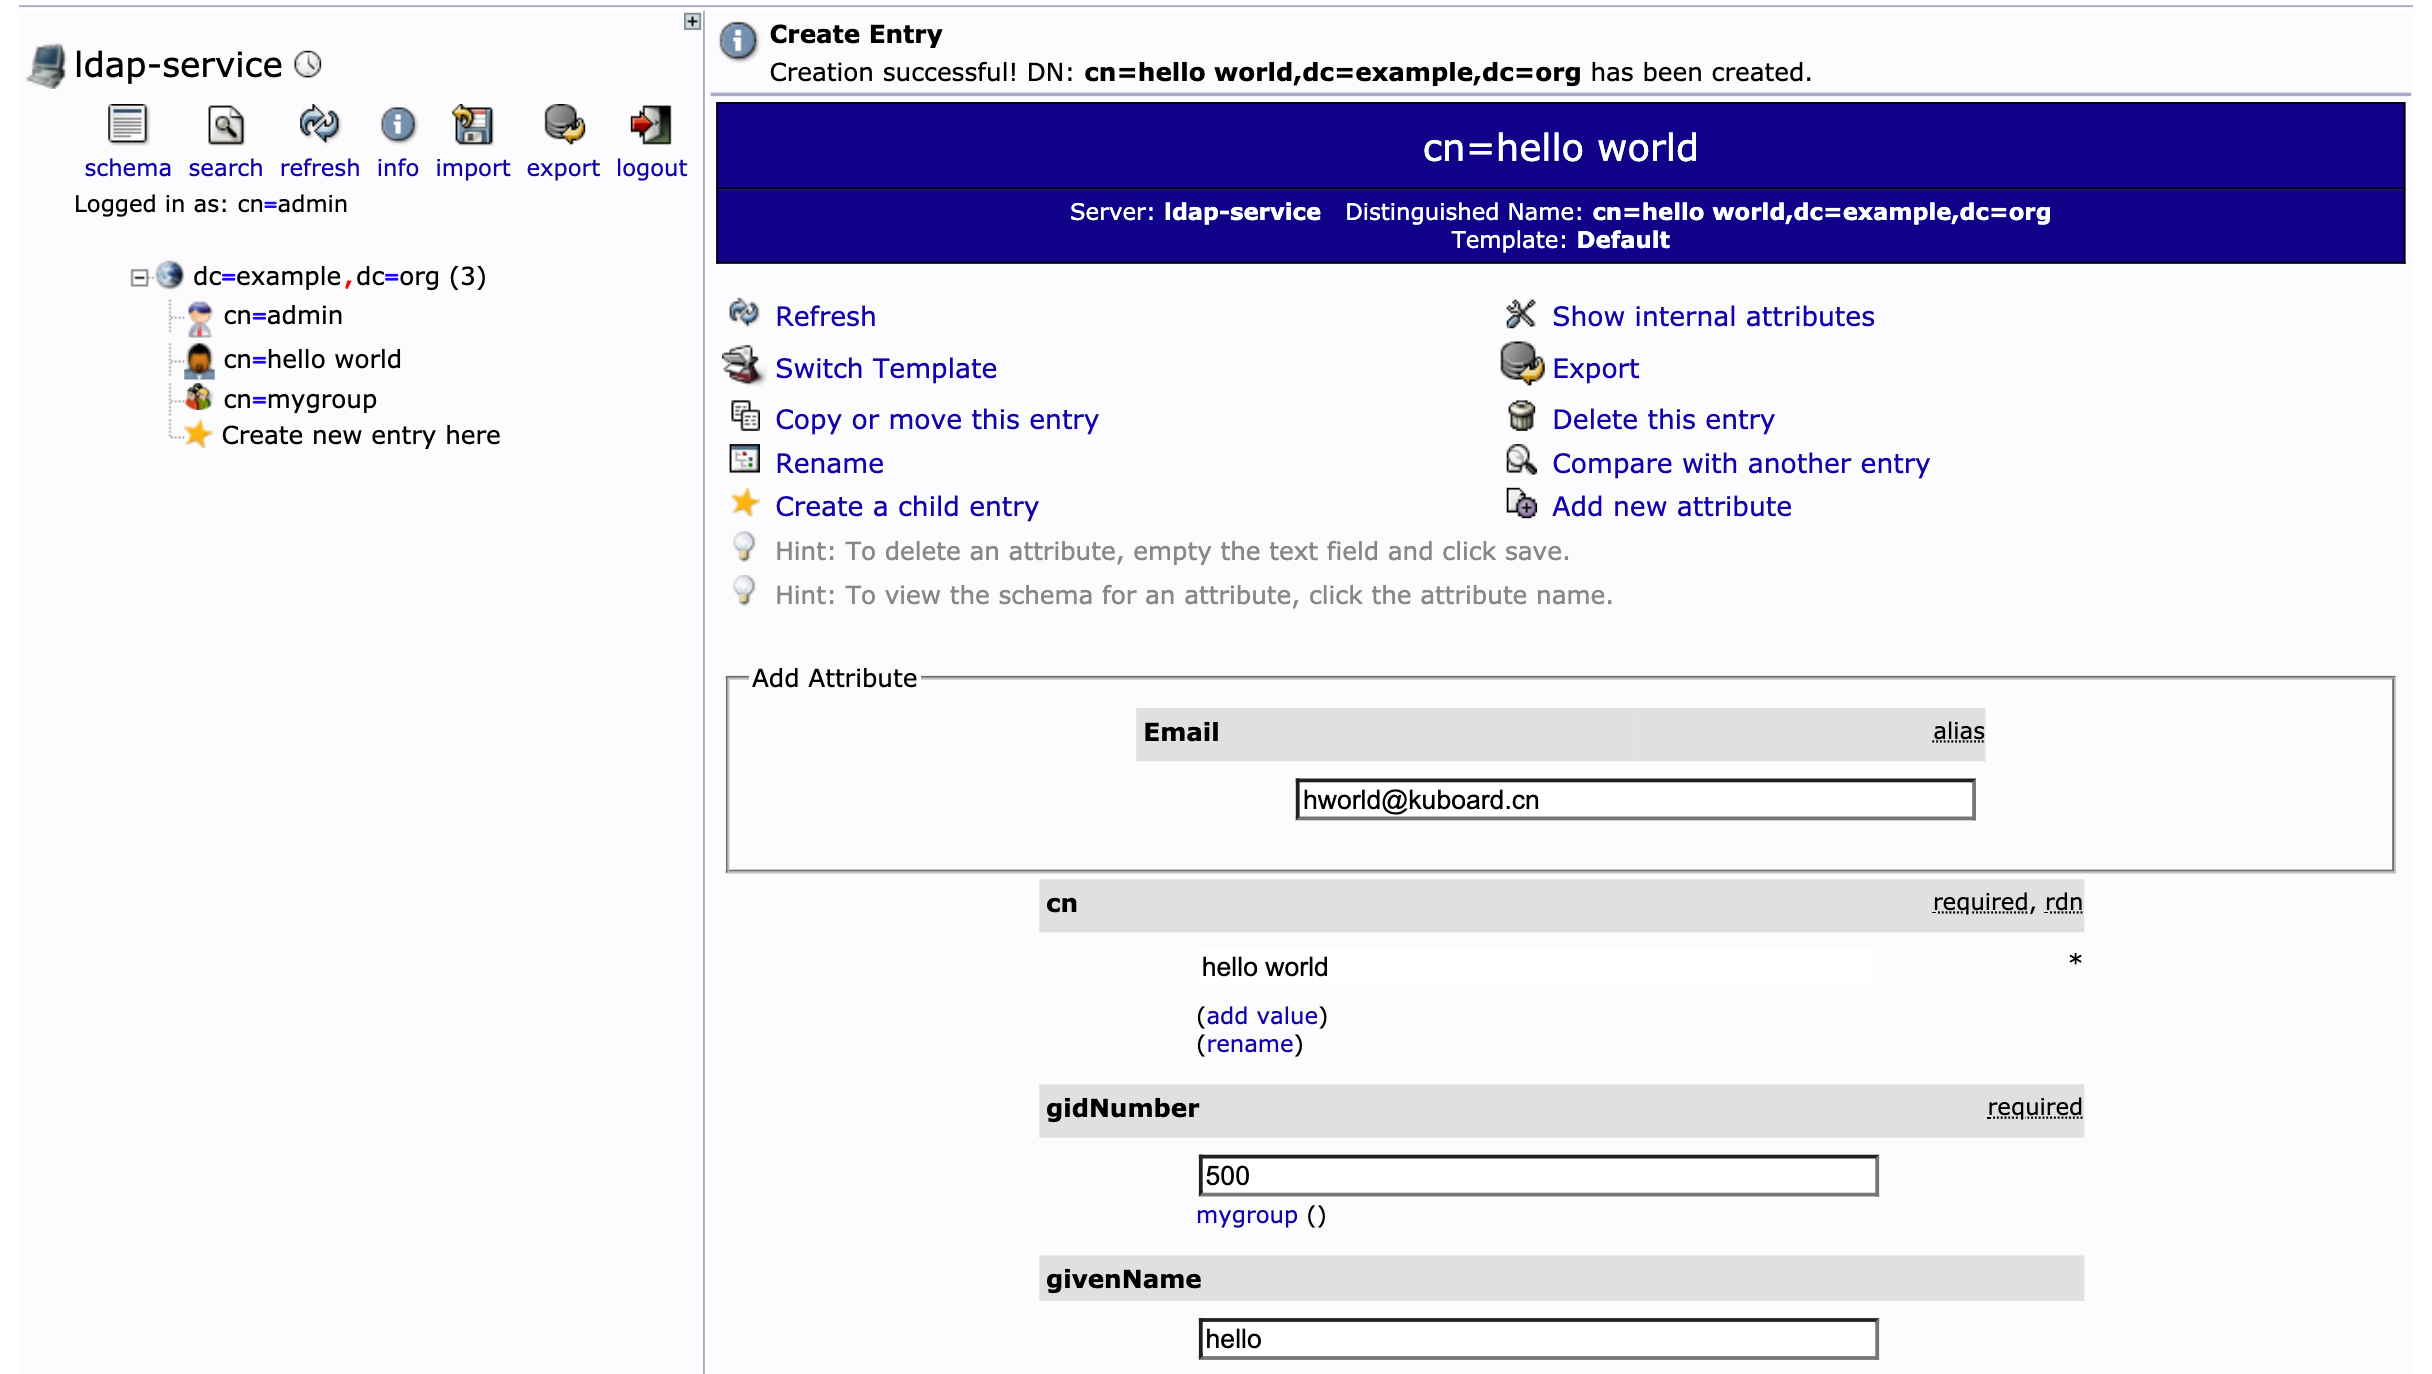 ldap-service
schema search refresh info import export logout
Logged in as: cn=admin
dc=example,dc=org (3)
cn=admin
cn=hello world
cn=mygroup
Create new entry here
Create Entry
Creation successful! DN: cn=hello world,dc=example,dc=org has been created.
cn=hello world
Server: ldap-service Distinguished Name: cn=hello world,dc=example,dc=org
Template: Default
Refresh Show internal attributes
Switch Template Export
Copy or move this entry Delete this entry
Rename Compare with another entry
Create a child entry Add new attribute
Hint: To delete an attribute, empty the text field and click save.
Hint: To view the schema for an attribute, click the attribute name.
Add Attribute
Email alias
hworld@kuboard.cn
cn required, rdn
hello world *
(add value)
(rename)
gidNumber required
500
mygroup ()
givenName
hello